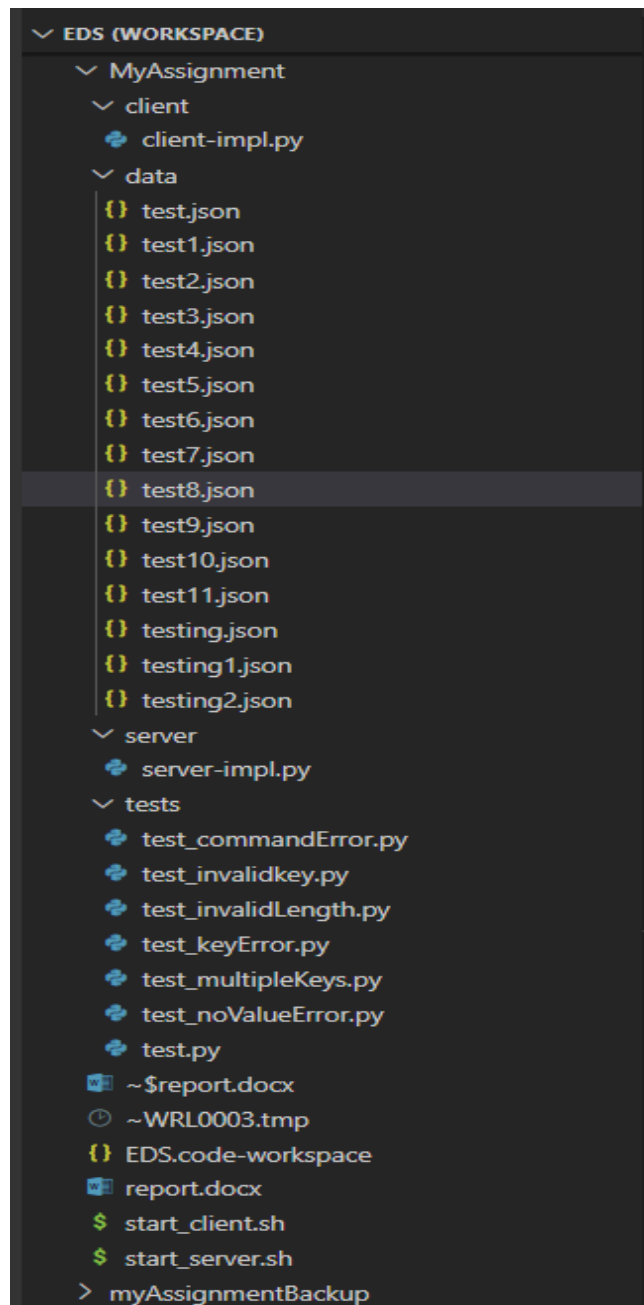 EDS (WORKSPACE)
MyAssignment
client
client-impl.py
data
{} test.json
{} test1.json
{} test2.json
{} test3.json
{} test4.json
{} test5.json
{} test6.json
{} test7.json
{} test8.json
{} test9.json
{} test10.json
{} test11.json
{} testing.json
{} testing1.json
{} testing2.json
server
server-impl.py
tests
test_commandError.py
test_invalidkey.py
test_invalidLength.py
test_keyError.py
test_multipleKeys.py
test_noValueError.py
test.py
~$report.docx
~WRL0003.tmp
{} EDS.code-workspace
report.docx
$ start_client.sh
$ start_server.sh
myAssignmentBackup